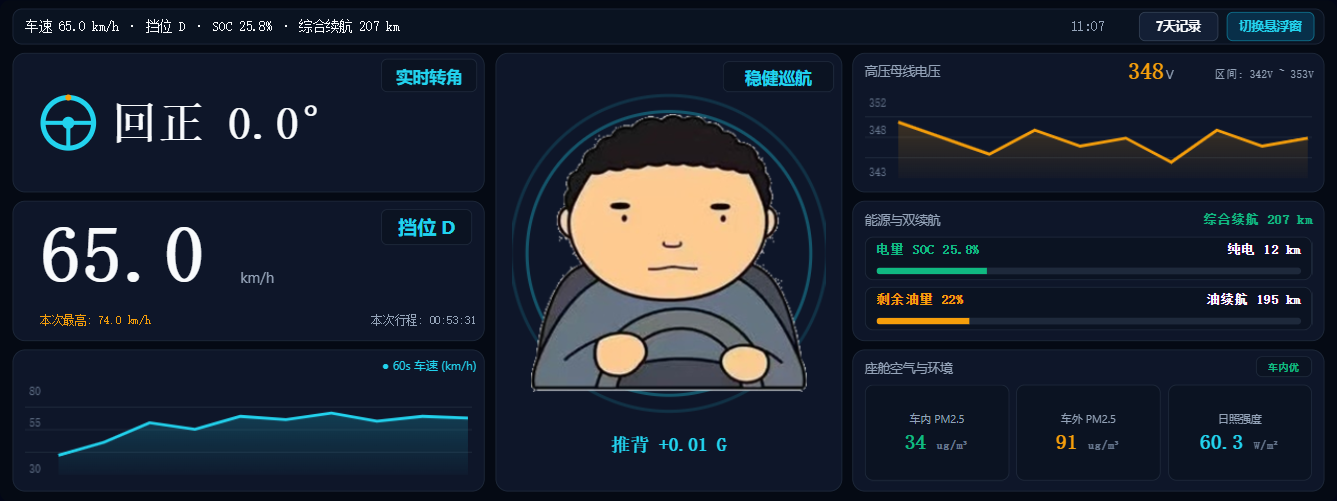 车速 65.0 km/h · 挡位 D · SOC 25.8% · 综合续航 207 km
11:07
7天记录
切换悬浮窗
实时转角
回正 0.0°
挡位 D
65.0 km/h
本次最高: 74.0 km/h
本次行程: 00:53:31
● 60s 车速 (km/h)
80
55
30
稳健巡航
推背 +0.01 G
高压母线电压
348V
区间: 342V ~ 353V
352
348
343
能源与双续航
综合续航 207 km
电量 SOC 25.8%
纯电 12 km
剩余油量 22%
油续航 195 km
座舱空气与环境
车内优
车内 PM2.5
34 ug/m³
车外 PM2.5
91 ug/m³
日照强度
60.3 W/m²